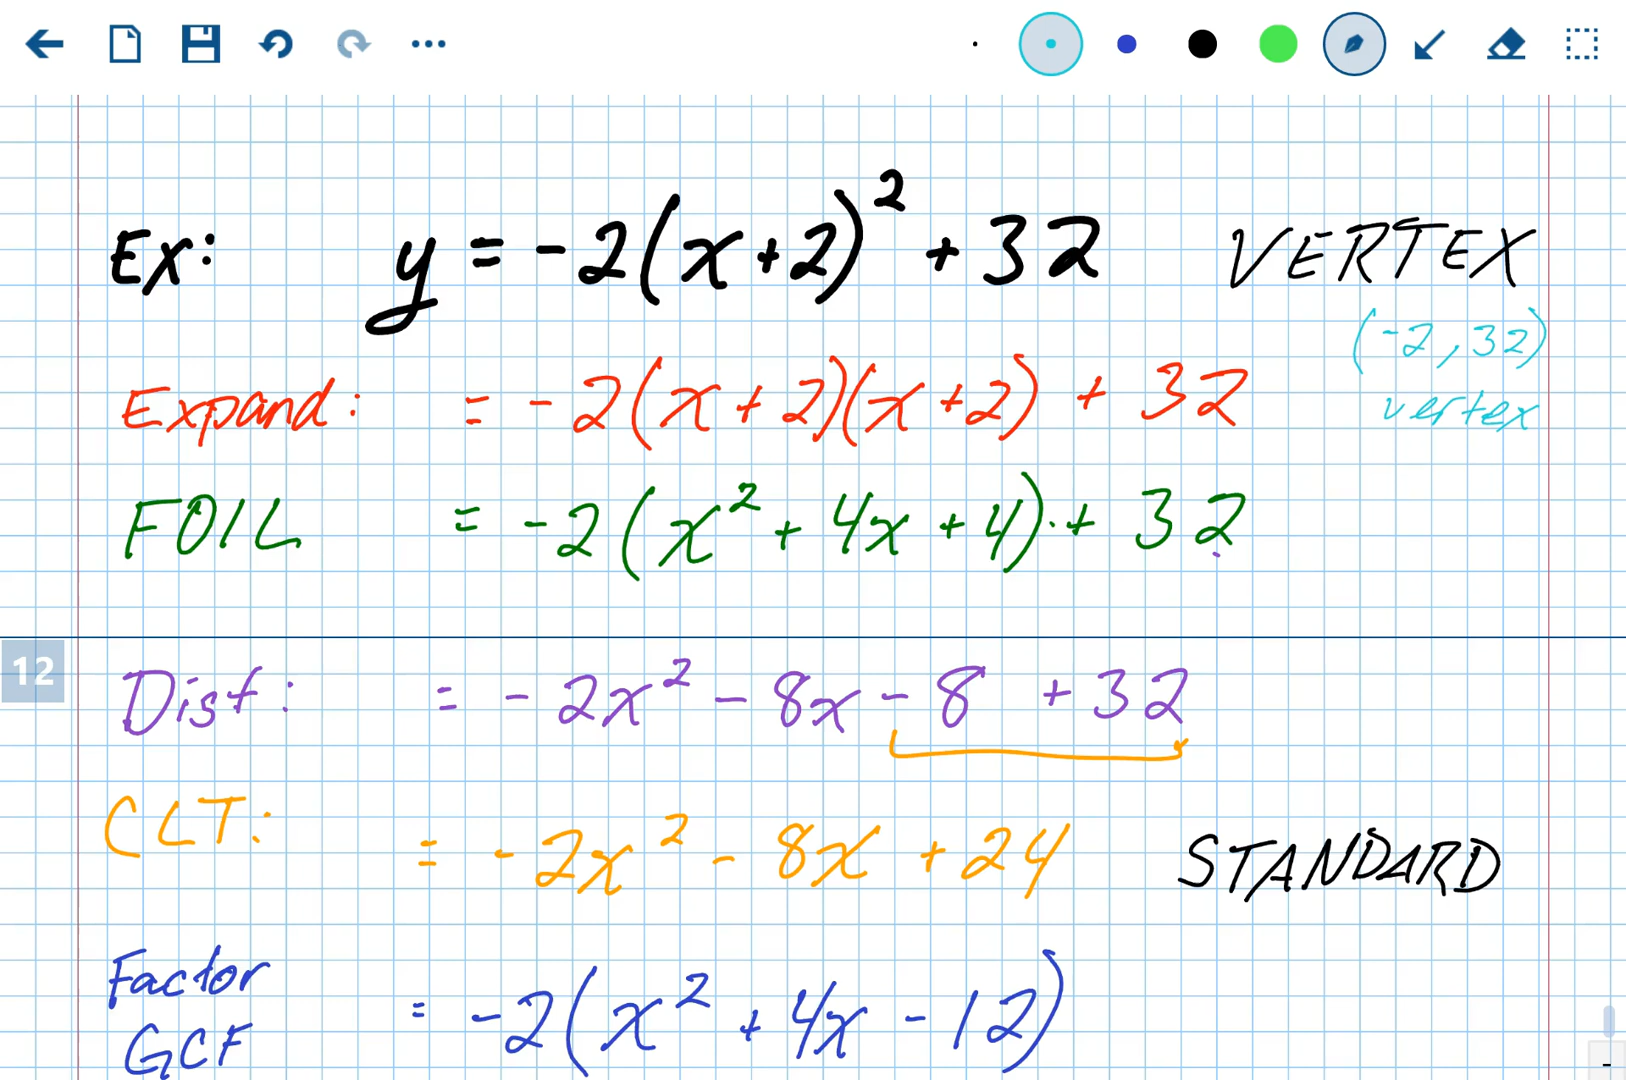 Ex: y = -2(x+2)² + 32 VERTEX
(-2, 32)
vertex
Expand: = -2(x+2)(x+2) + 32
FOIL = -2(x² + 4x + 4) + 32
12
Dist: = -2x² - 8x - 8 + 32
CLT: = -2x² - 8x + 24 STANDARD
Factor
GCF = -2(x² + 4x - 12)